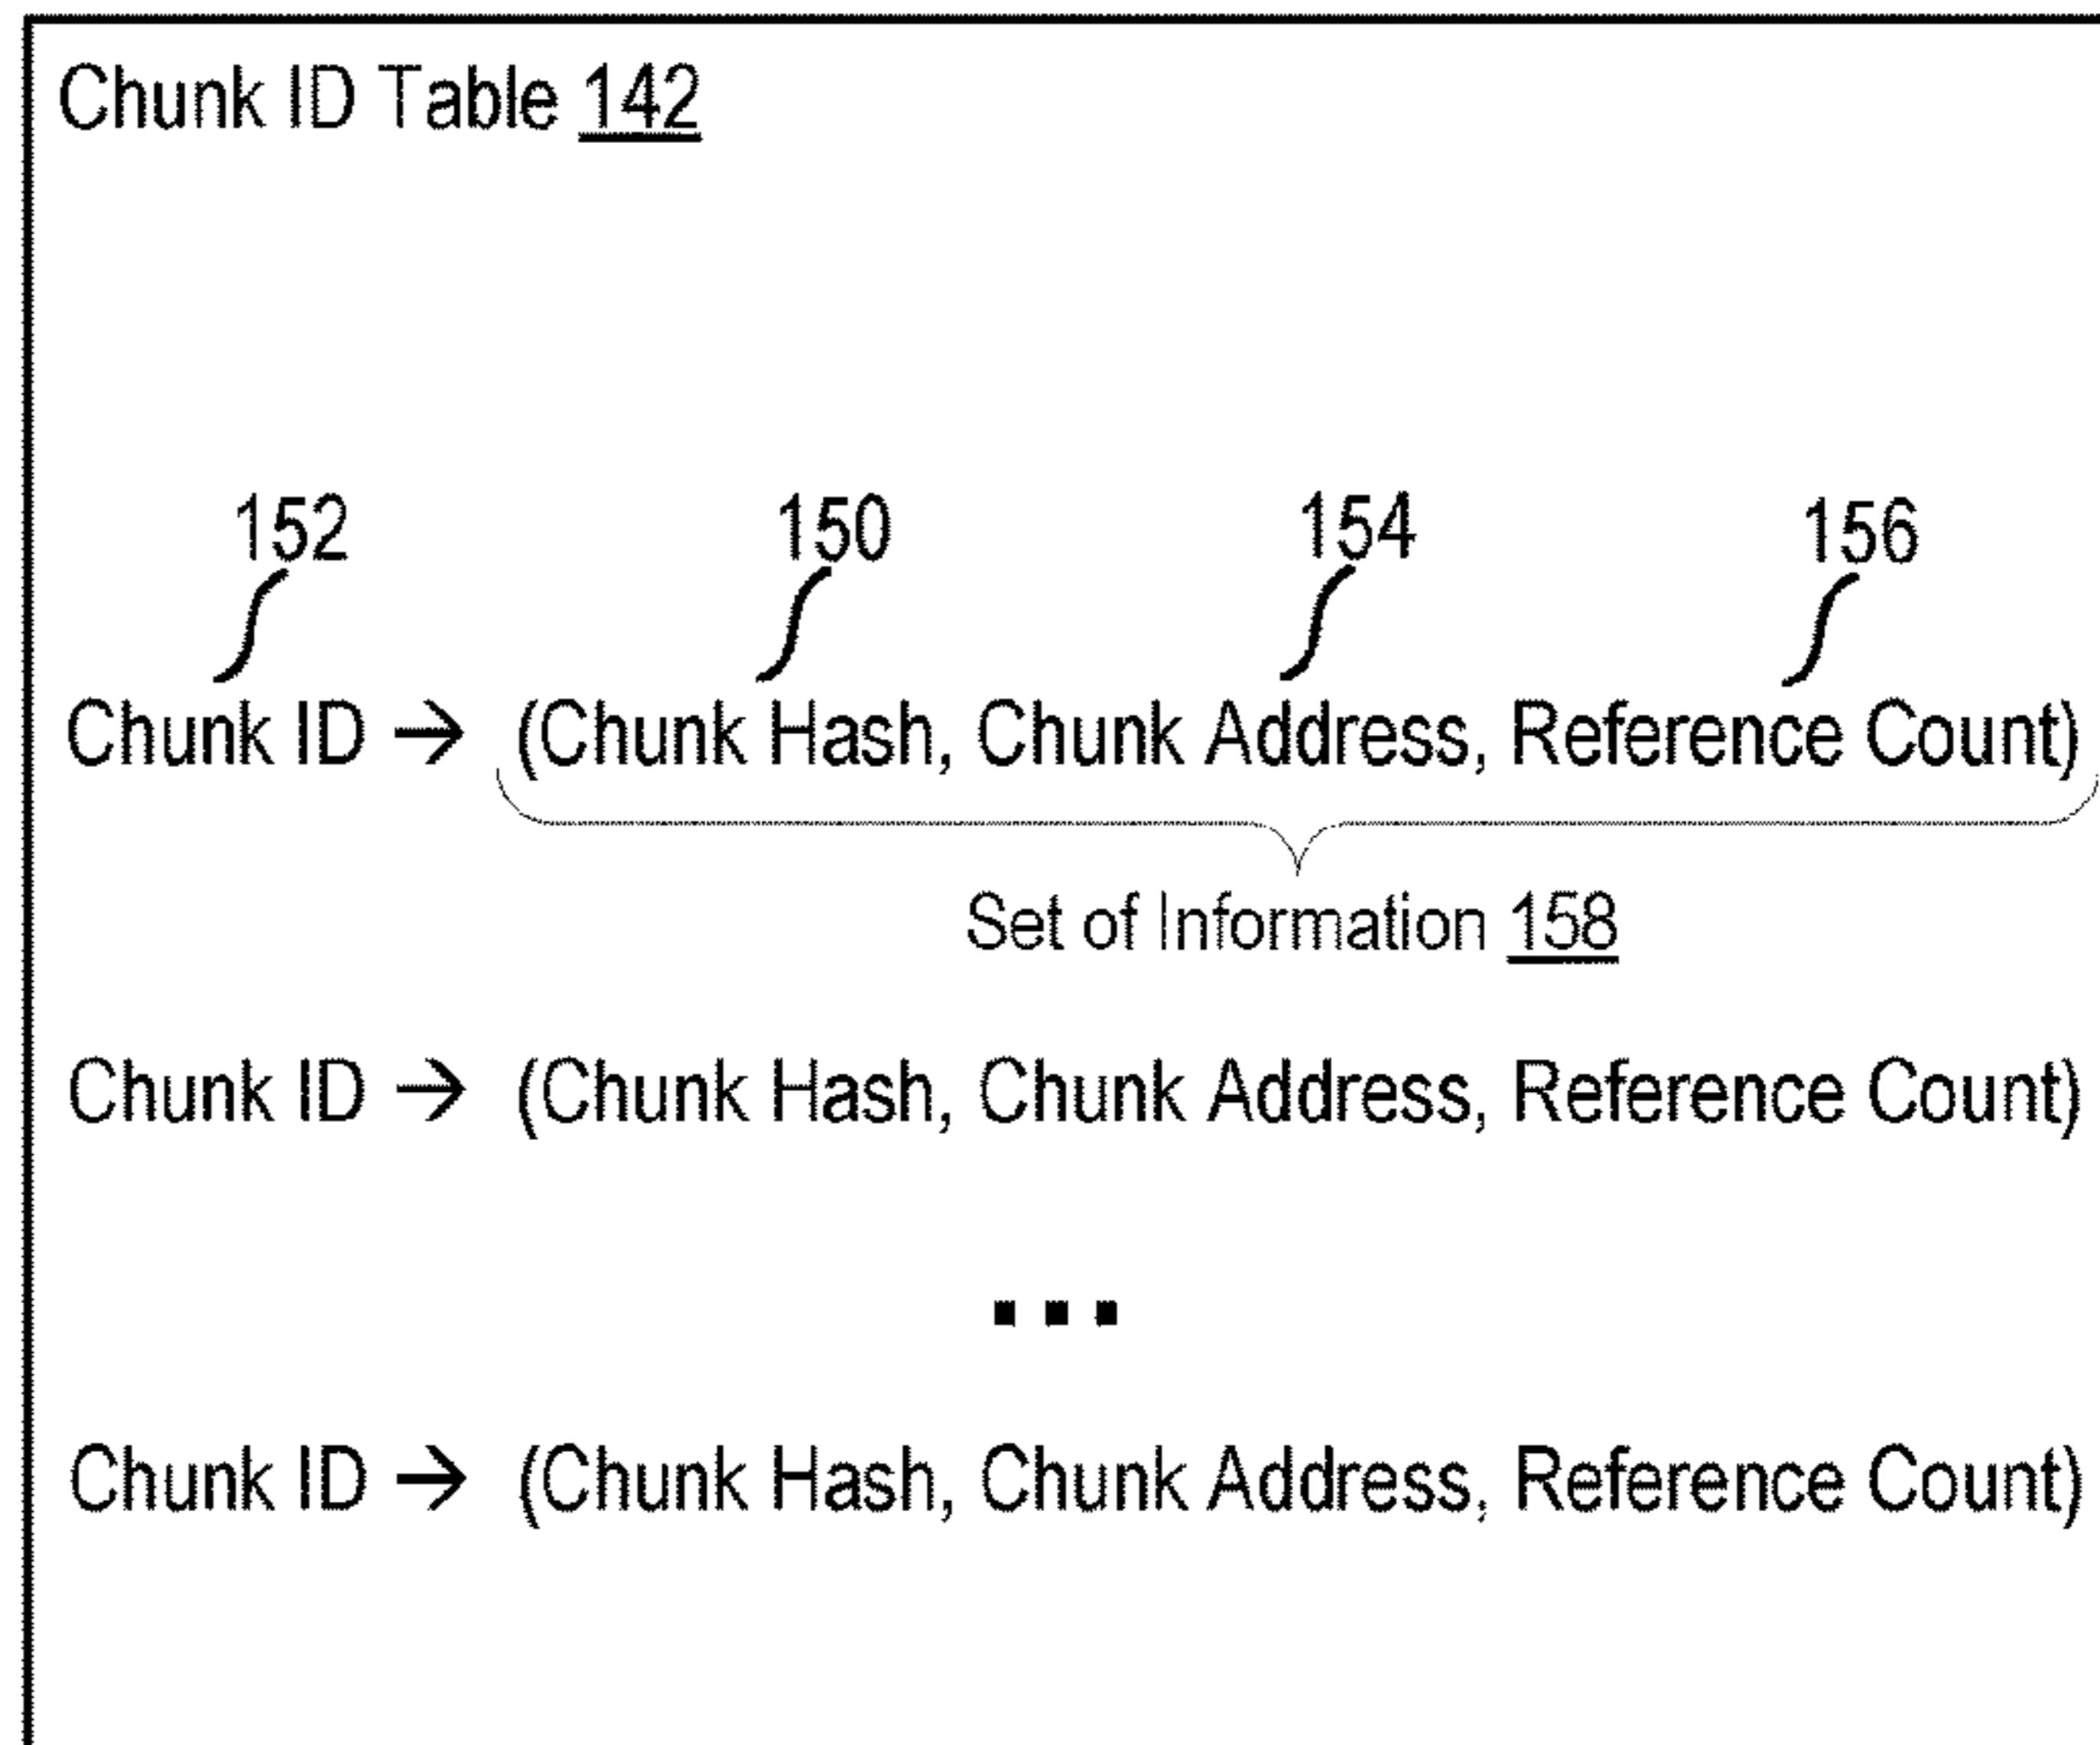 Chunk ID Table 142
152 150 154 156
Chunk ID → (Chunk Hash, Chunk Address, Reference Count)
Set of Information 158
Chunk ID → (Chunk Hash, Chunk Address, Reference Count)
...
Chunk ID → (Chunk Hash, Chunk Address, Reference Count)